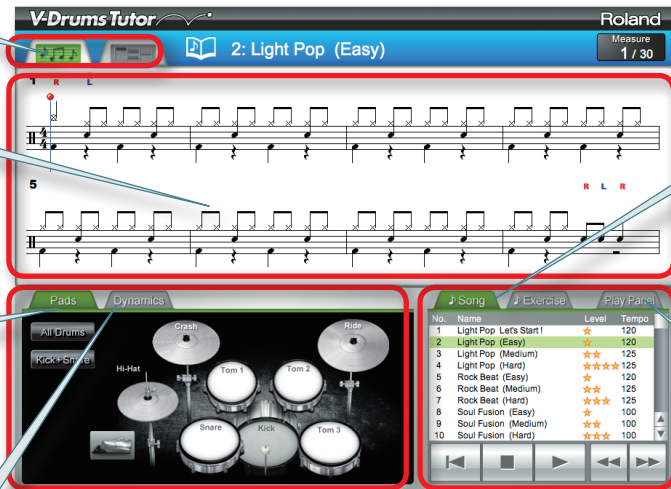 V-Drums Tutor
Roland
2: Light Pop (Easy)
Measure
1 / 30
1 R L
5 R L R
Pads Dynamics
All Drums
Kick+Snare
Crash
Ride
Hi-Hat
Tom 1
Tom 2
Snare
Kick
Tom 3
Song Exercise Play Panel
No. Name Level Tempo
1 Light Pop Let's Start ! 120
2 Light Pop (Easy) 120
3 Light Pop (Medium) 125
4 Light Pop (Hard) 125
5 Rock Beat (Easy) 120
6 Rock Beat (Medium) 125
7 Rock Beat (Hard) 125
8 Soul Fusion (Easy) 100
9 Soul Fusion (Medium) 100
10 Soul Fusion (Hard) 100